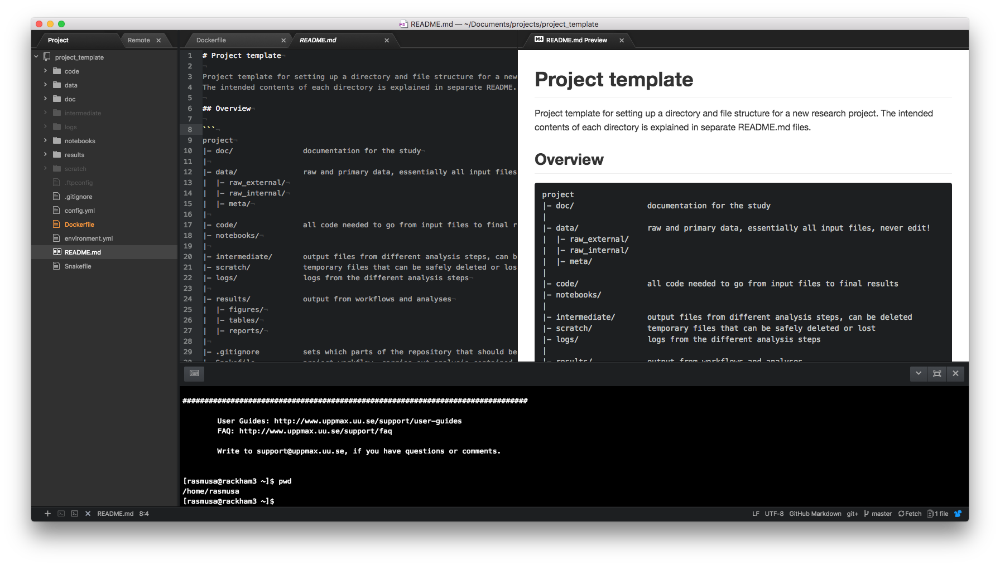 README.md — ~/Documents/projects/project_template
Project
Remote
Dockerfile
README.md
README.md Preview
project_template
code
data
doc
intermediate
logs
notebooks
results
scratch
.ftpconfig
.gitignore
config.yml
Dockerfile
environment.yml
README.md
Snakefile
1 # Project template
2
3 Project template for setting up a directory and file structure for a new
4 The intended contents of each directory is explained in separate README.
5
6 ## Overview
7
8 ```
9 project
10 |- doc/ documentation for the study
11 |
12 |- data/ raw and primary data, essentially all input files
13 | |- raw_external/
14 | |- raw_internal/
15 | |- meta/
16 |
17 |- code/ all code needed to go from input files to final r
18 |- notebooks/
19 |
20 |- intermediate/ output files from different analysis steps, can b
21 |- scratch/ temporary files that can be safely deleted or los
22 |- logs/ logs from the different analysis steps
23 |
24 |- results/ output from workflows and analyses
25 | |- figures/
26 | |- tables/
27 | |- reports/
28 |
29 |- .gitignore sets which parts of the repository that should be
Project template
Project template for setting up a directory and file structure for a new research project. The intended
contents of each directory is explained in separate README.md files.
Overview
project
|- doc/ documentation for the study
|
|- data/ raw and primary data, essentially all input files, never edit!
| |- raw_external/
| |- raw_internal/
| |- meta/
|
|- code/ all code needed to go from input files to final results
|- notebooks/
|
|- intermediate/ output files from different analysis steps, can be deleted
|- scratch/ temporary files that can be safely deleted or lost
|- logs/ logs from the different analysis steps
|
|- results/ output from workflows and analyses
###############################################################################
User Guides: http://www.uppmax.uu.se/support/user-guides
FAQ: http://www.uppmax.uu.se/support/faq
Write to support@uppmax.uu.se, if you have questions or comments.
[rasmusa@rackham3 ~]$ pwd
/home/rasmusa
[rasmusa@rackham3 ~]$
README.md 8:4
LF UTF-8 GitHub Markdown git+ master Fetch 1 file